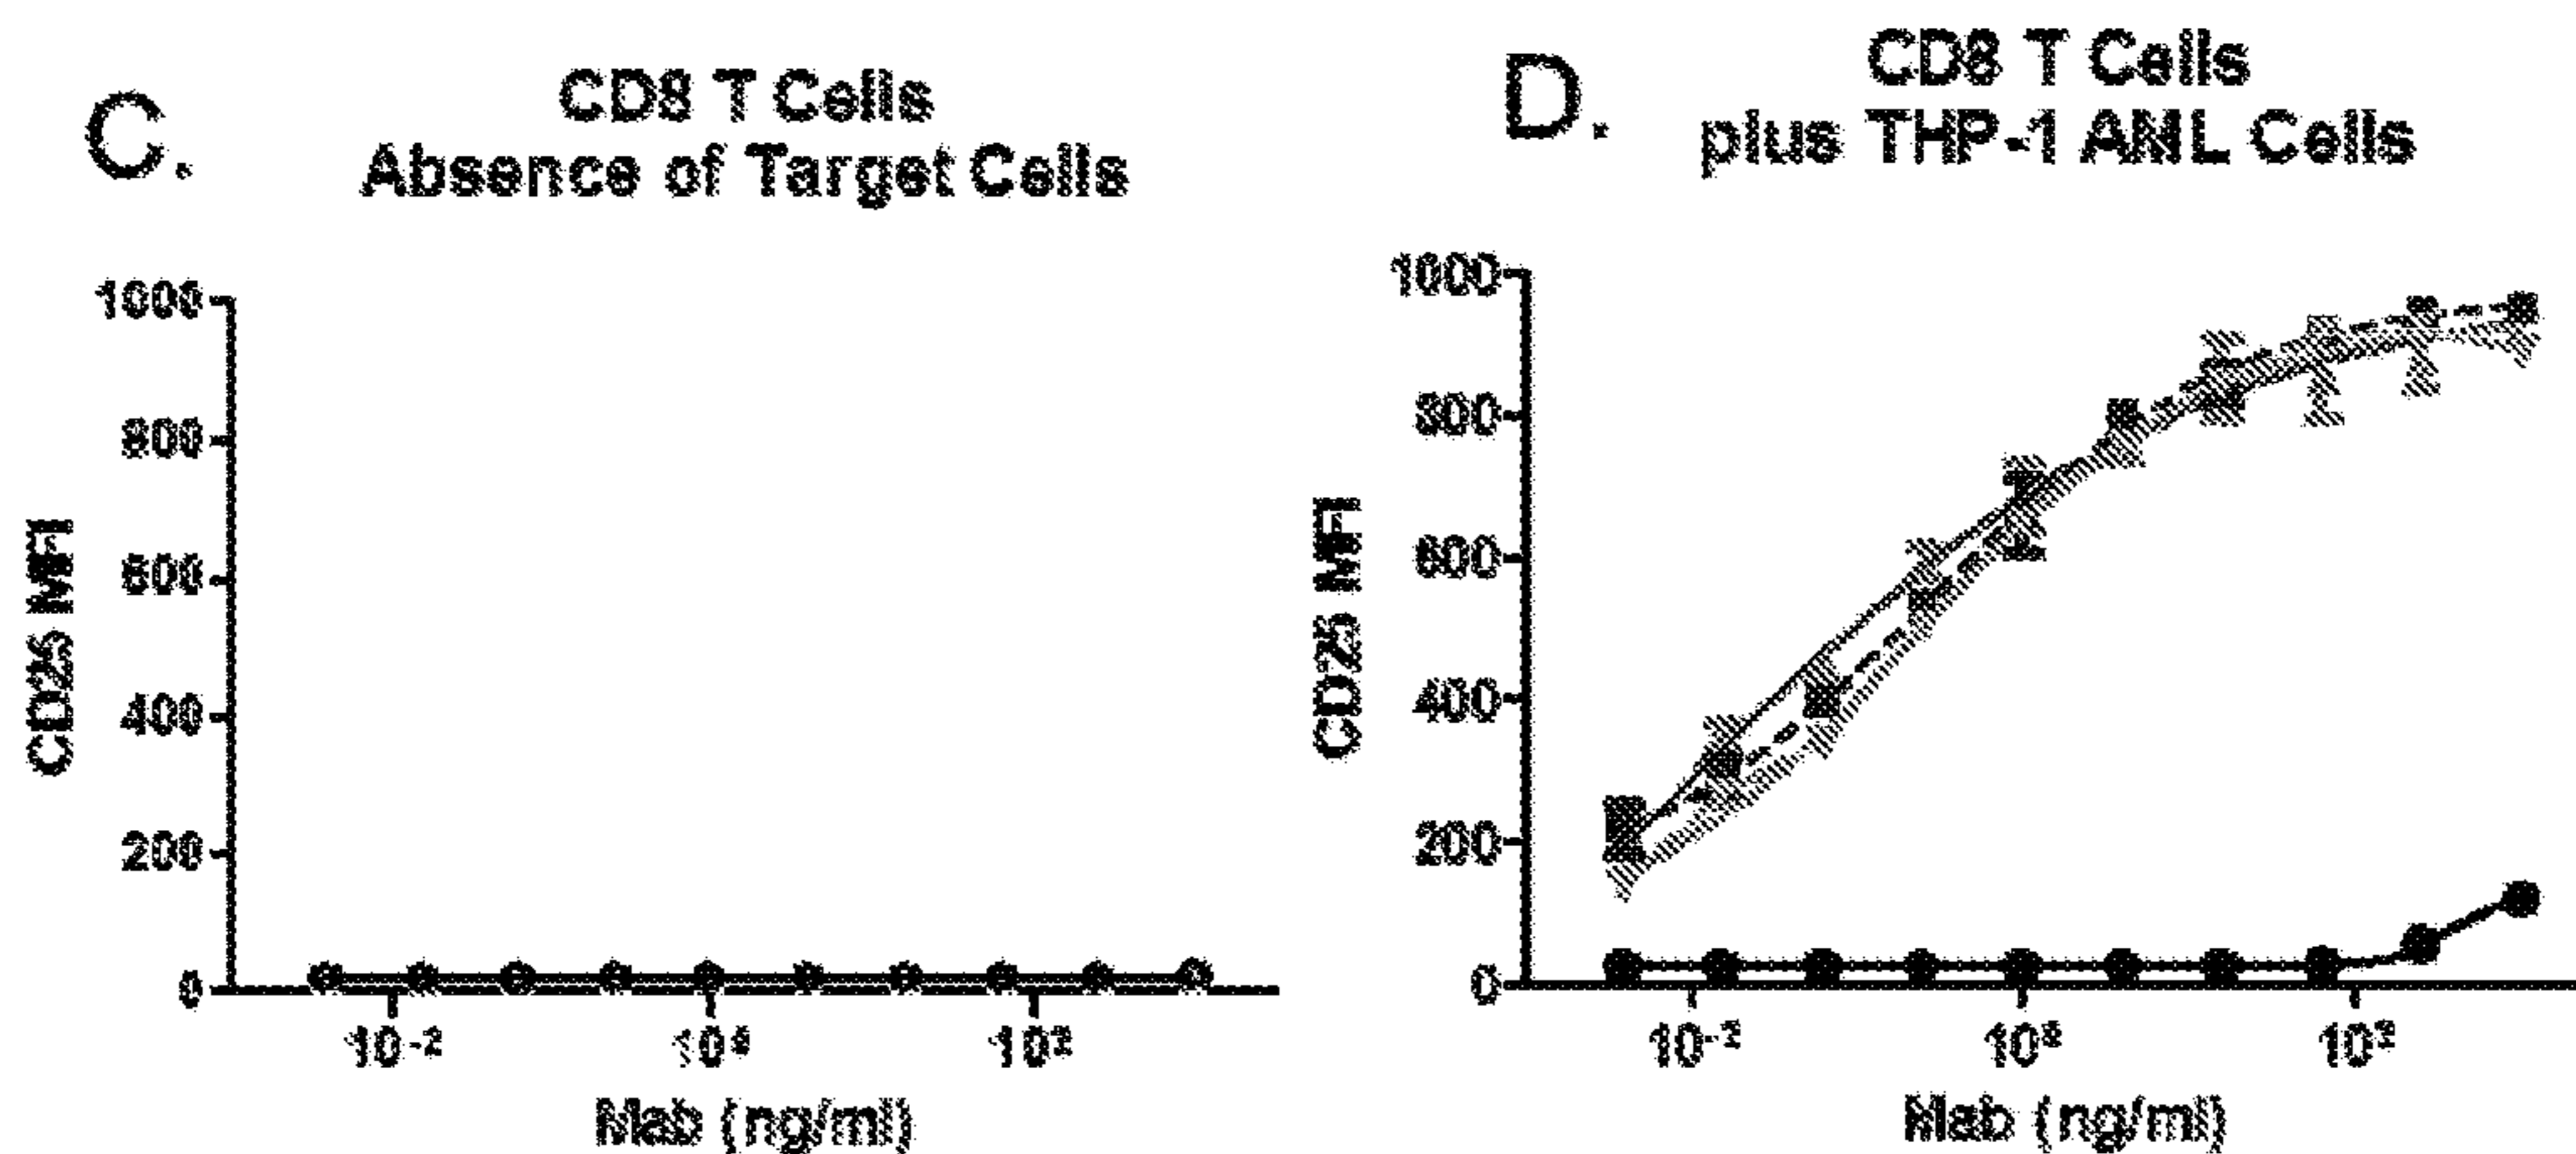 C.
CD8 T Cells
Absence of Target Cells
CD25 MFI
1000
800
600
400
200
0
10⁻²
10⁰
10²
Mab (ng/ml)
D.
CD8 T Cells
plus THP-1 AML Cells
CD25 MFI
1000
800
600
400
200
0
10⁻²
10⁰
10²
Mab (ng/ml)